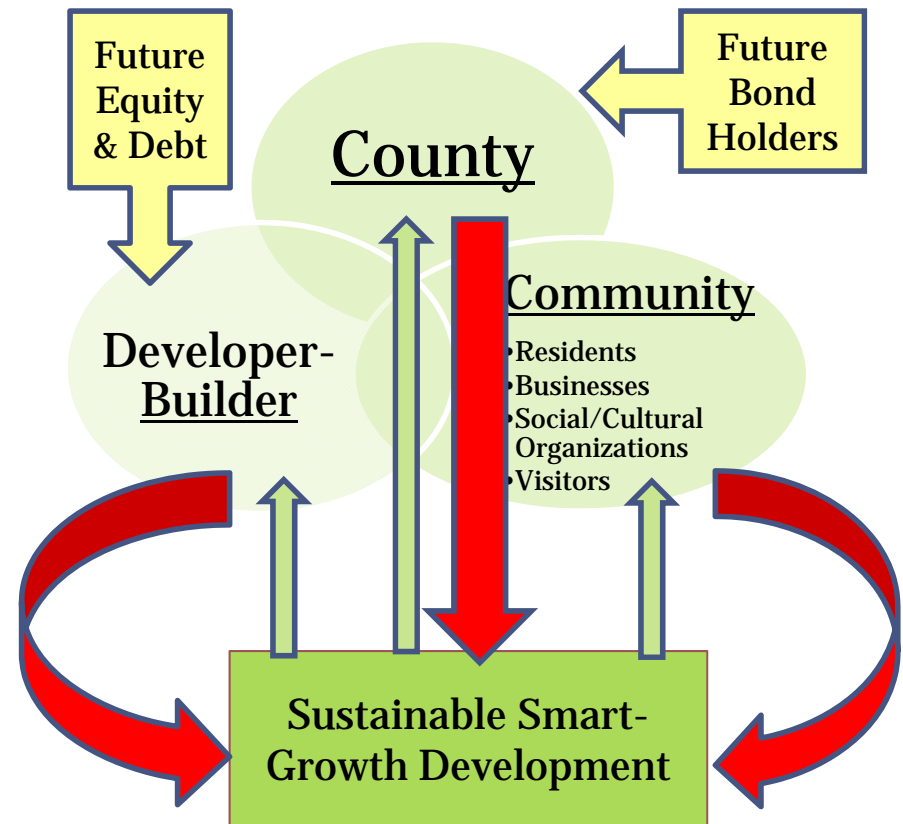 Future
Equity
& Debt
Future
Bond
Holders
County
Developer-
Builder
Community
•Residents
•Businesses
•Social/Cultural
Organizations
•Visitors
Sustainable Smart-
Growth Development